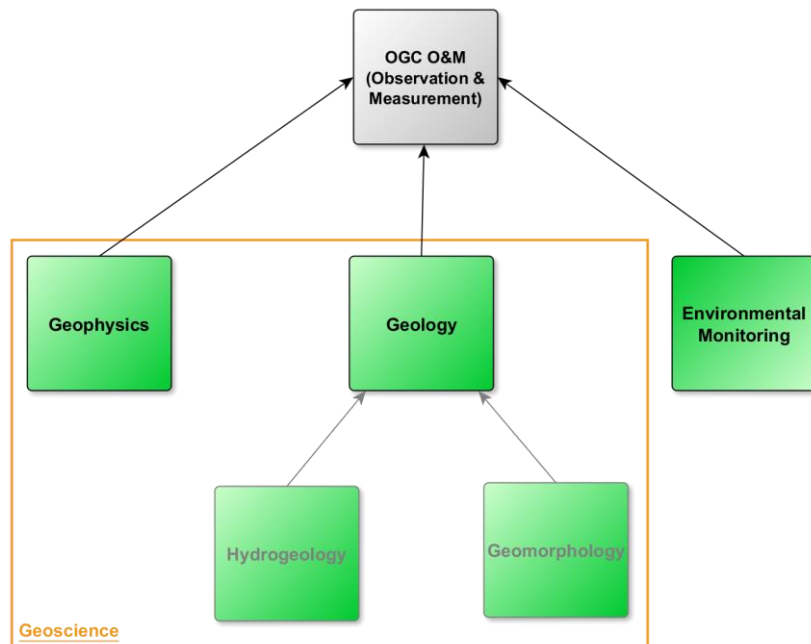 OGC O&M
(Observation &
Measurement)
Geophysics
Geology
Environmental
Monitoring
Hydrogeology
Geomorphology
Geoscience